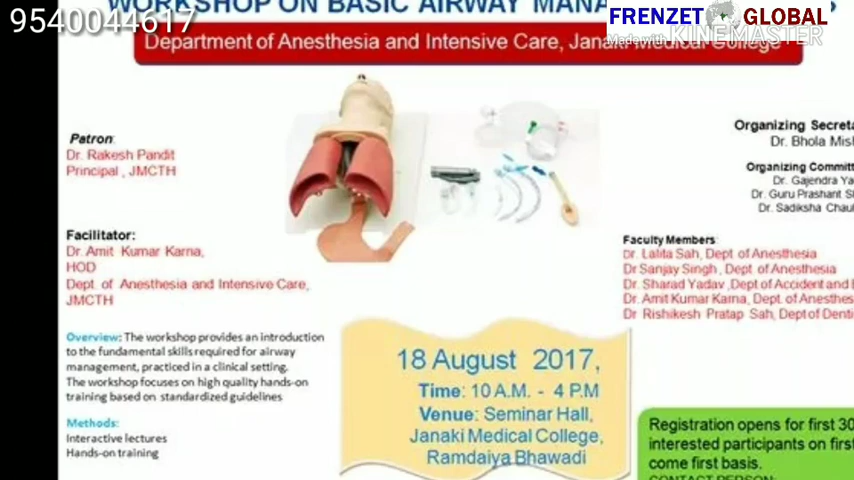 WORKSHOP ON BASIC AIRWAY
9540044617
FRENZET GLOBAL
Made with KINEMASTER
Department of Anesthesia and Intensive Care, Janaki Medical College
Patron:
Dr. Rakesh Pandit
Principal , JMCTH
Facilitator:
Dr. Amit Kumar Karna,
HOD
Dept. of Anesthesia and Intensive Care,
JMCTH
Overview: The workshop provides an introduction
to the fundamental skills required for airway
management, practiced in a clinical setting.
The workshop focuses on high quality hands-on
training based on standardized guidelines
Methods:
Interactive lectures
Hands-on training
18 August 2017,
Time: 10 A.M. - 4 P.M
Venue: Seminar Hall,
Janaki Medical College,
Ramdaiya Bhawadi
Organizing
Dr. Bhola
Organizing
Dr. Gajendra
Dr. Guru Prashant
Dr. Sadiksha
Faculty Members:
Dr. Lalita Sah, Dept of Anesthesia
Dr Sanjay Singh , Dept. of Anesthesia
Dr. Sharad Yadav ,Dept of Accident and
Dr. Amit Kumar Karna, Dept. of
Dr Rishikesh Pratap Sah, Dept of
Registration opens for first 30
interested participants on first
come first basis.
CONTACT PERSON: